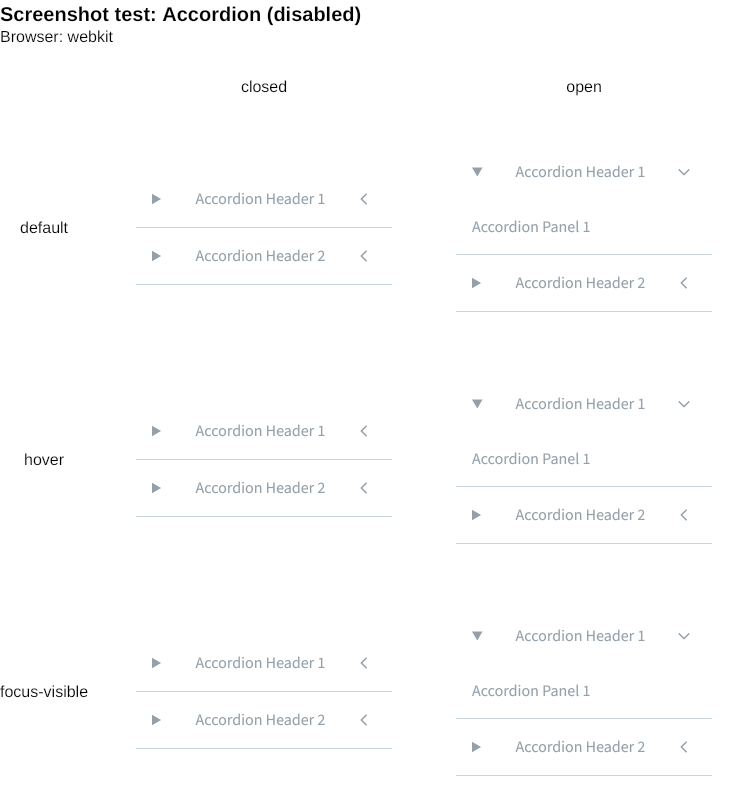 Screenshot test: Accordion (disabled)
Browser: webkit
closed
open
default
Accordion Header 1
Accordion Header 2
Accordion Header 1
Accordion Panel 1
Accordion Header 2
hover
Accordion Header 1
Accordion Header 2
Accordion Header 1
Accordion Panel 1
Accordion Header 2
focus-visible
Accordion Header 1
Accordion Header 2
Accordion Header 1
Accordion Panel 1
Accordion Header 2